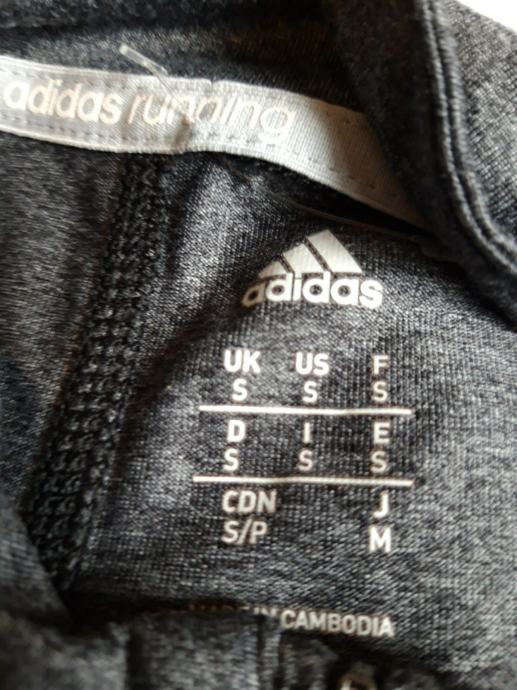 adidas running
adidas
UK US F
S S S
D I E
S S S
CDN J
S/P M
MADE IN CAMBODIA